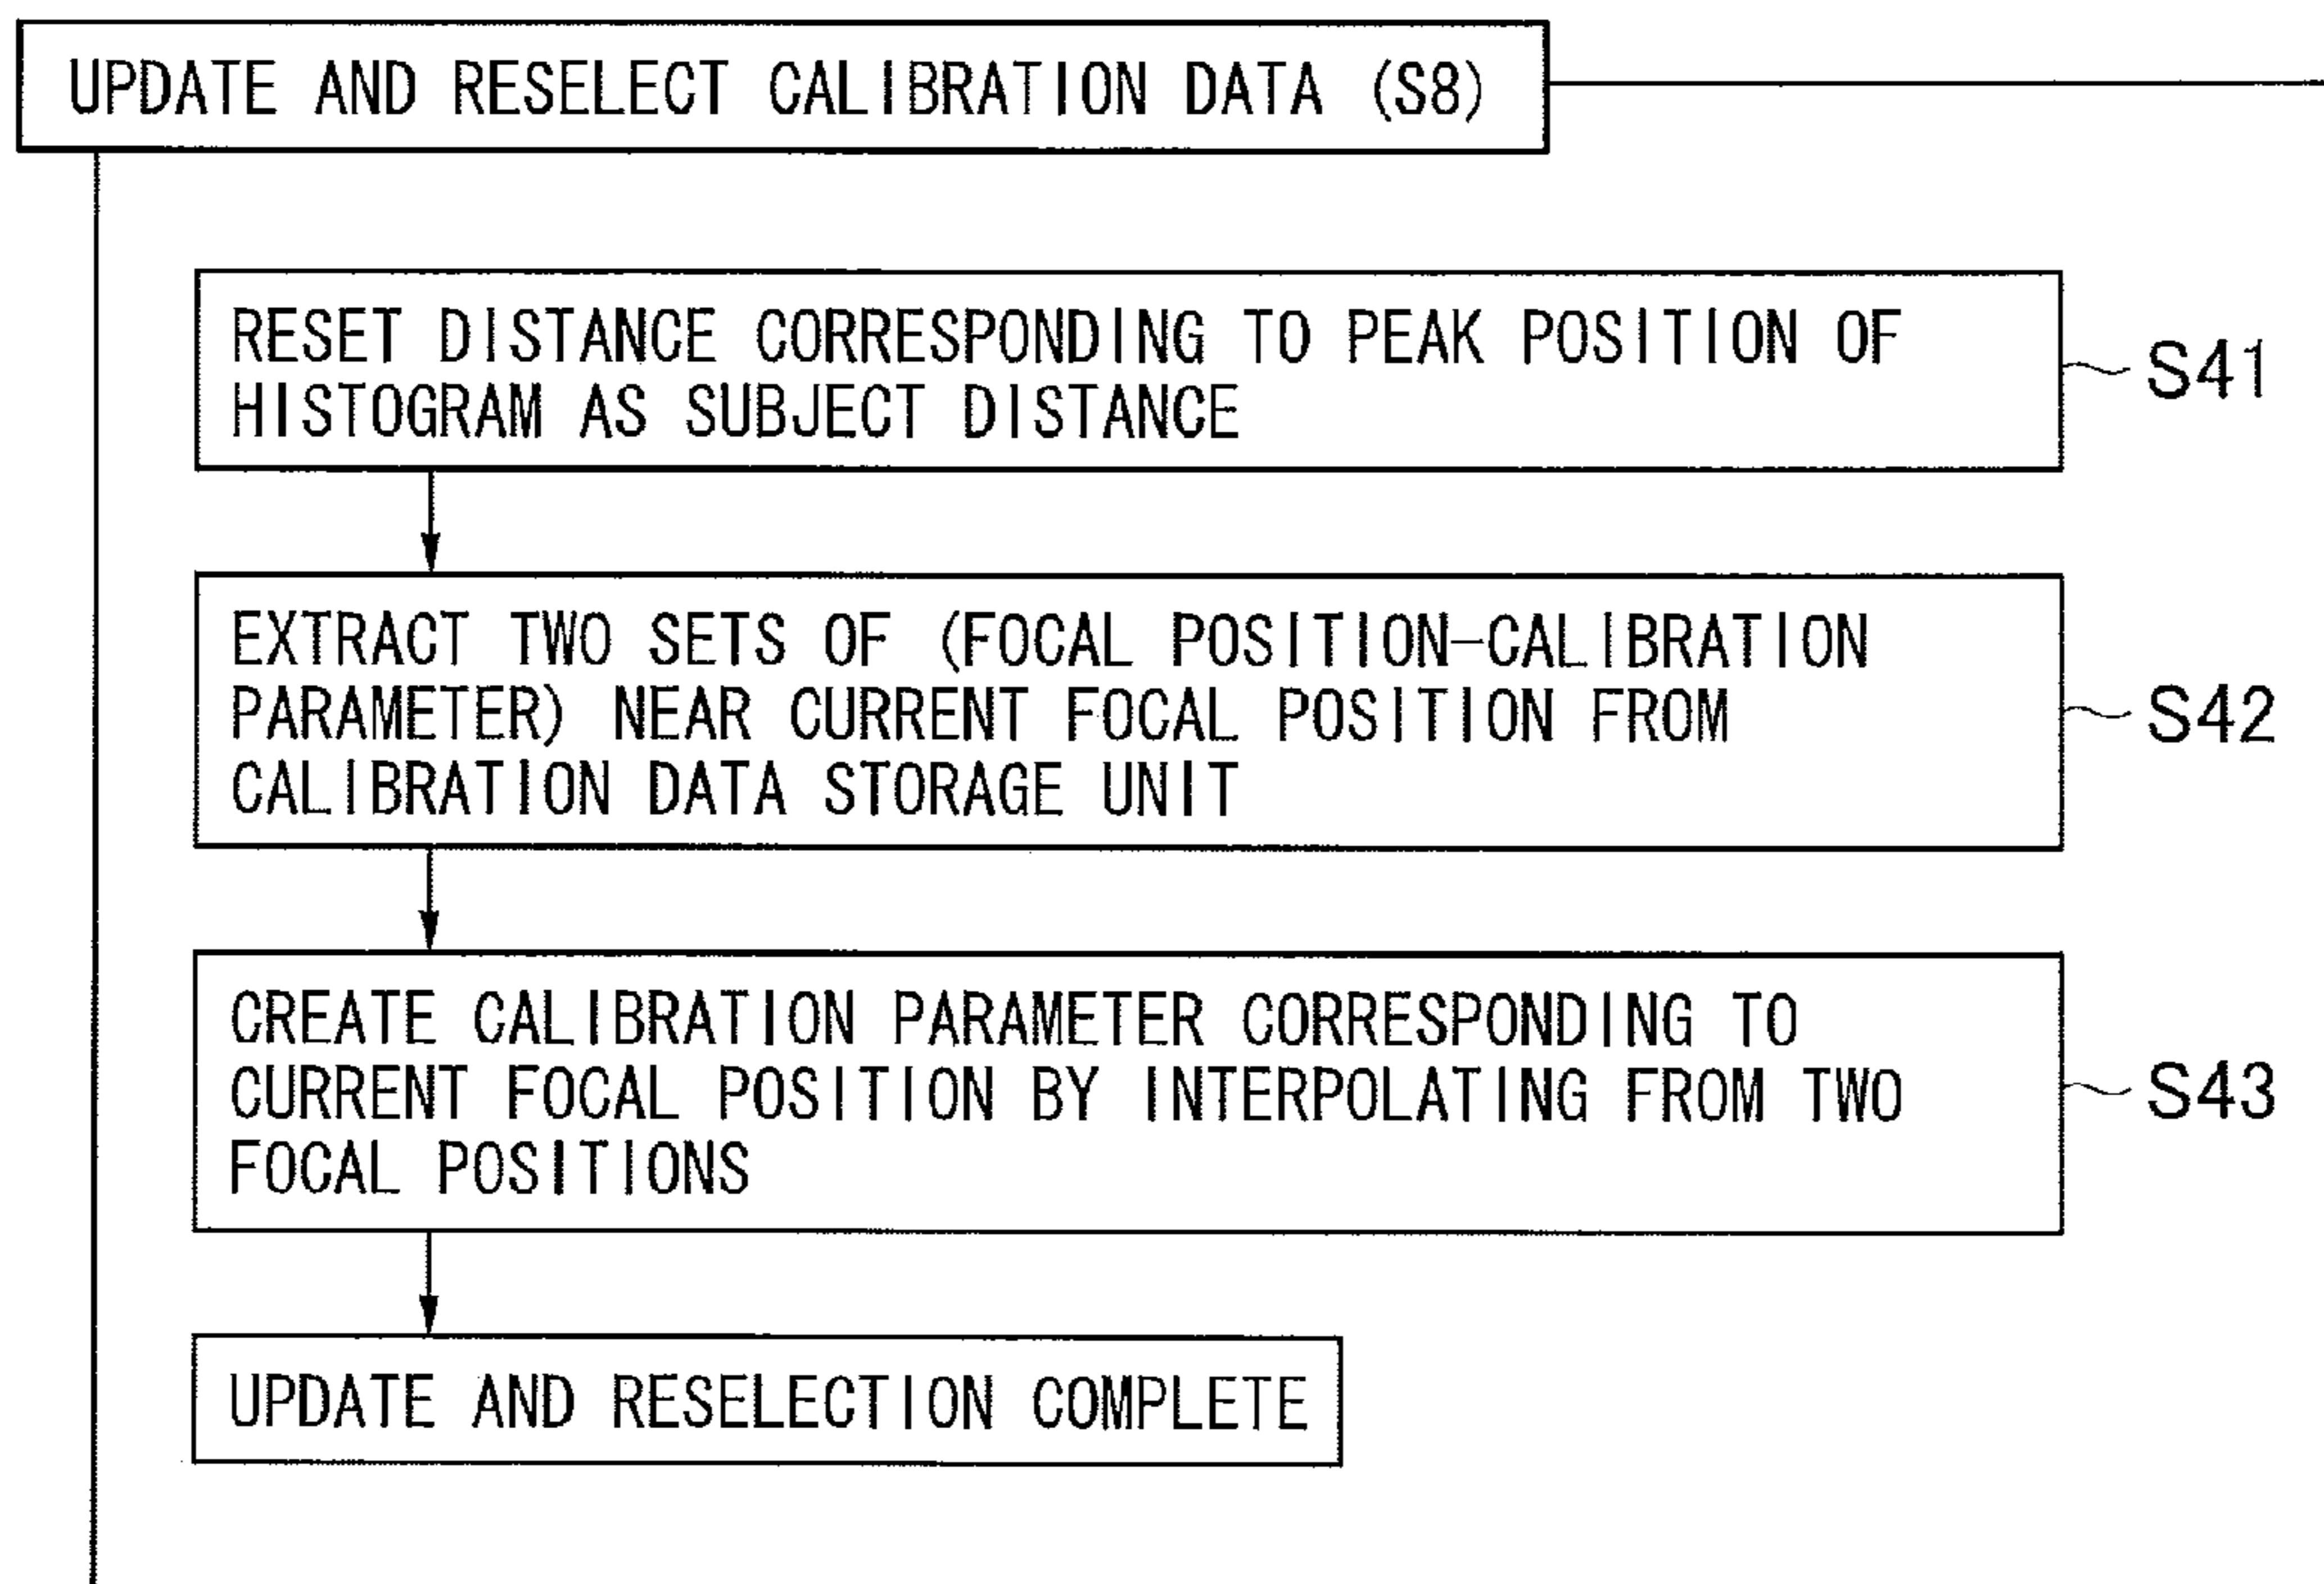 UPDATE AND RESELECT CALIBRATION DATA (S8)
RESET DISTANCE CORRESPONDING TO PEAK POSITION OF
HISTOGRAM AS SUBJECT DISTANCE
S41
EXTRACT TWO SETS OF (FOCAL POSITION-CALIBRATION
PARAMETER) NEAR CURRENT FOCAL POSITION FROM
CALIBRATION DATA STORAGE UNIT
S42
CREATE CALIBRATION PARAMETER CORRESPONDING TO
CURRENT FOCAL POSITION BY INTERPOLATING FROM TWO
FOCAL POSITIONS
S43
UPDATE AND RESELECTION COMPLETE